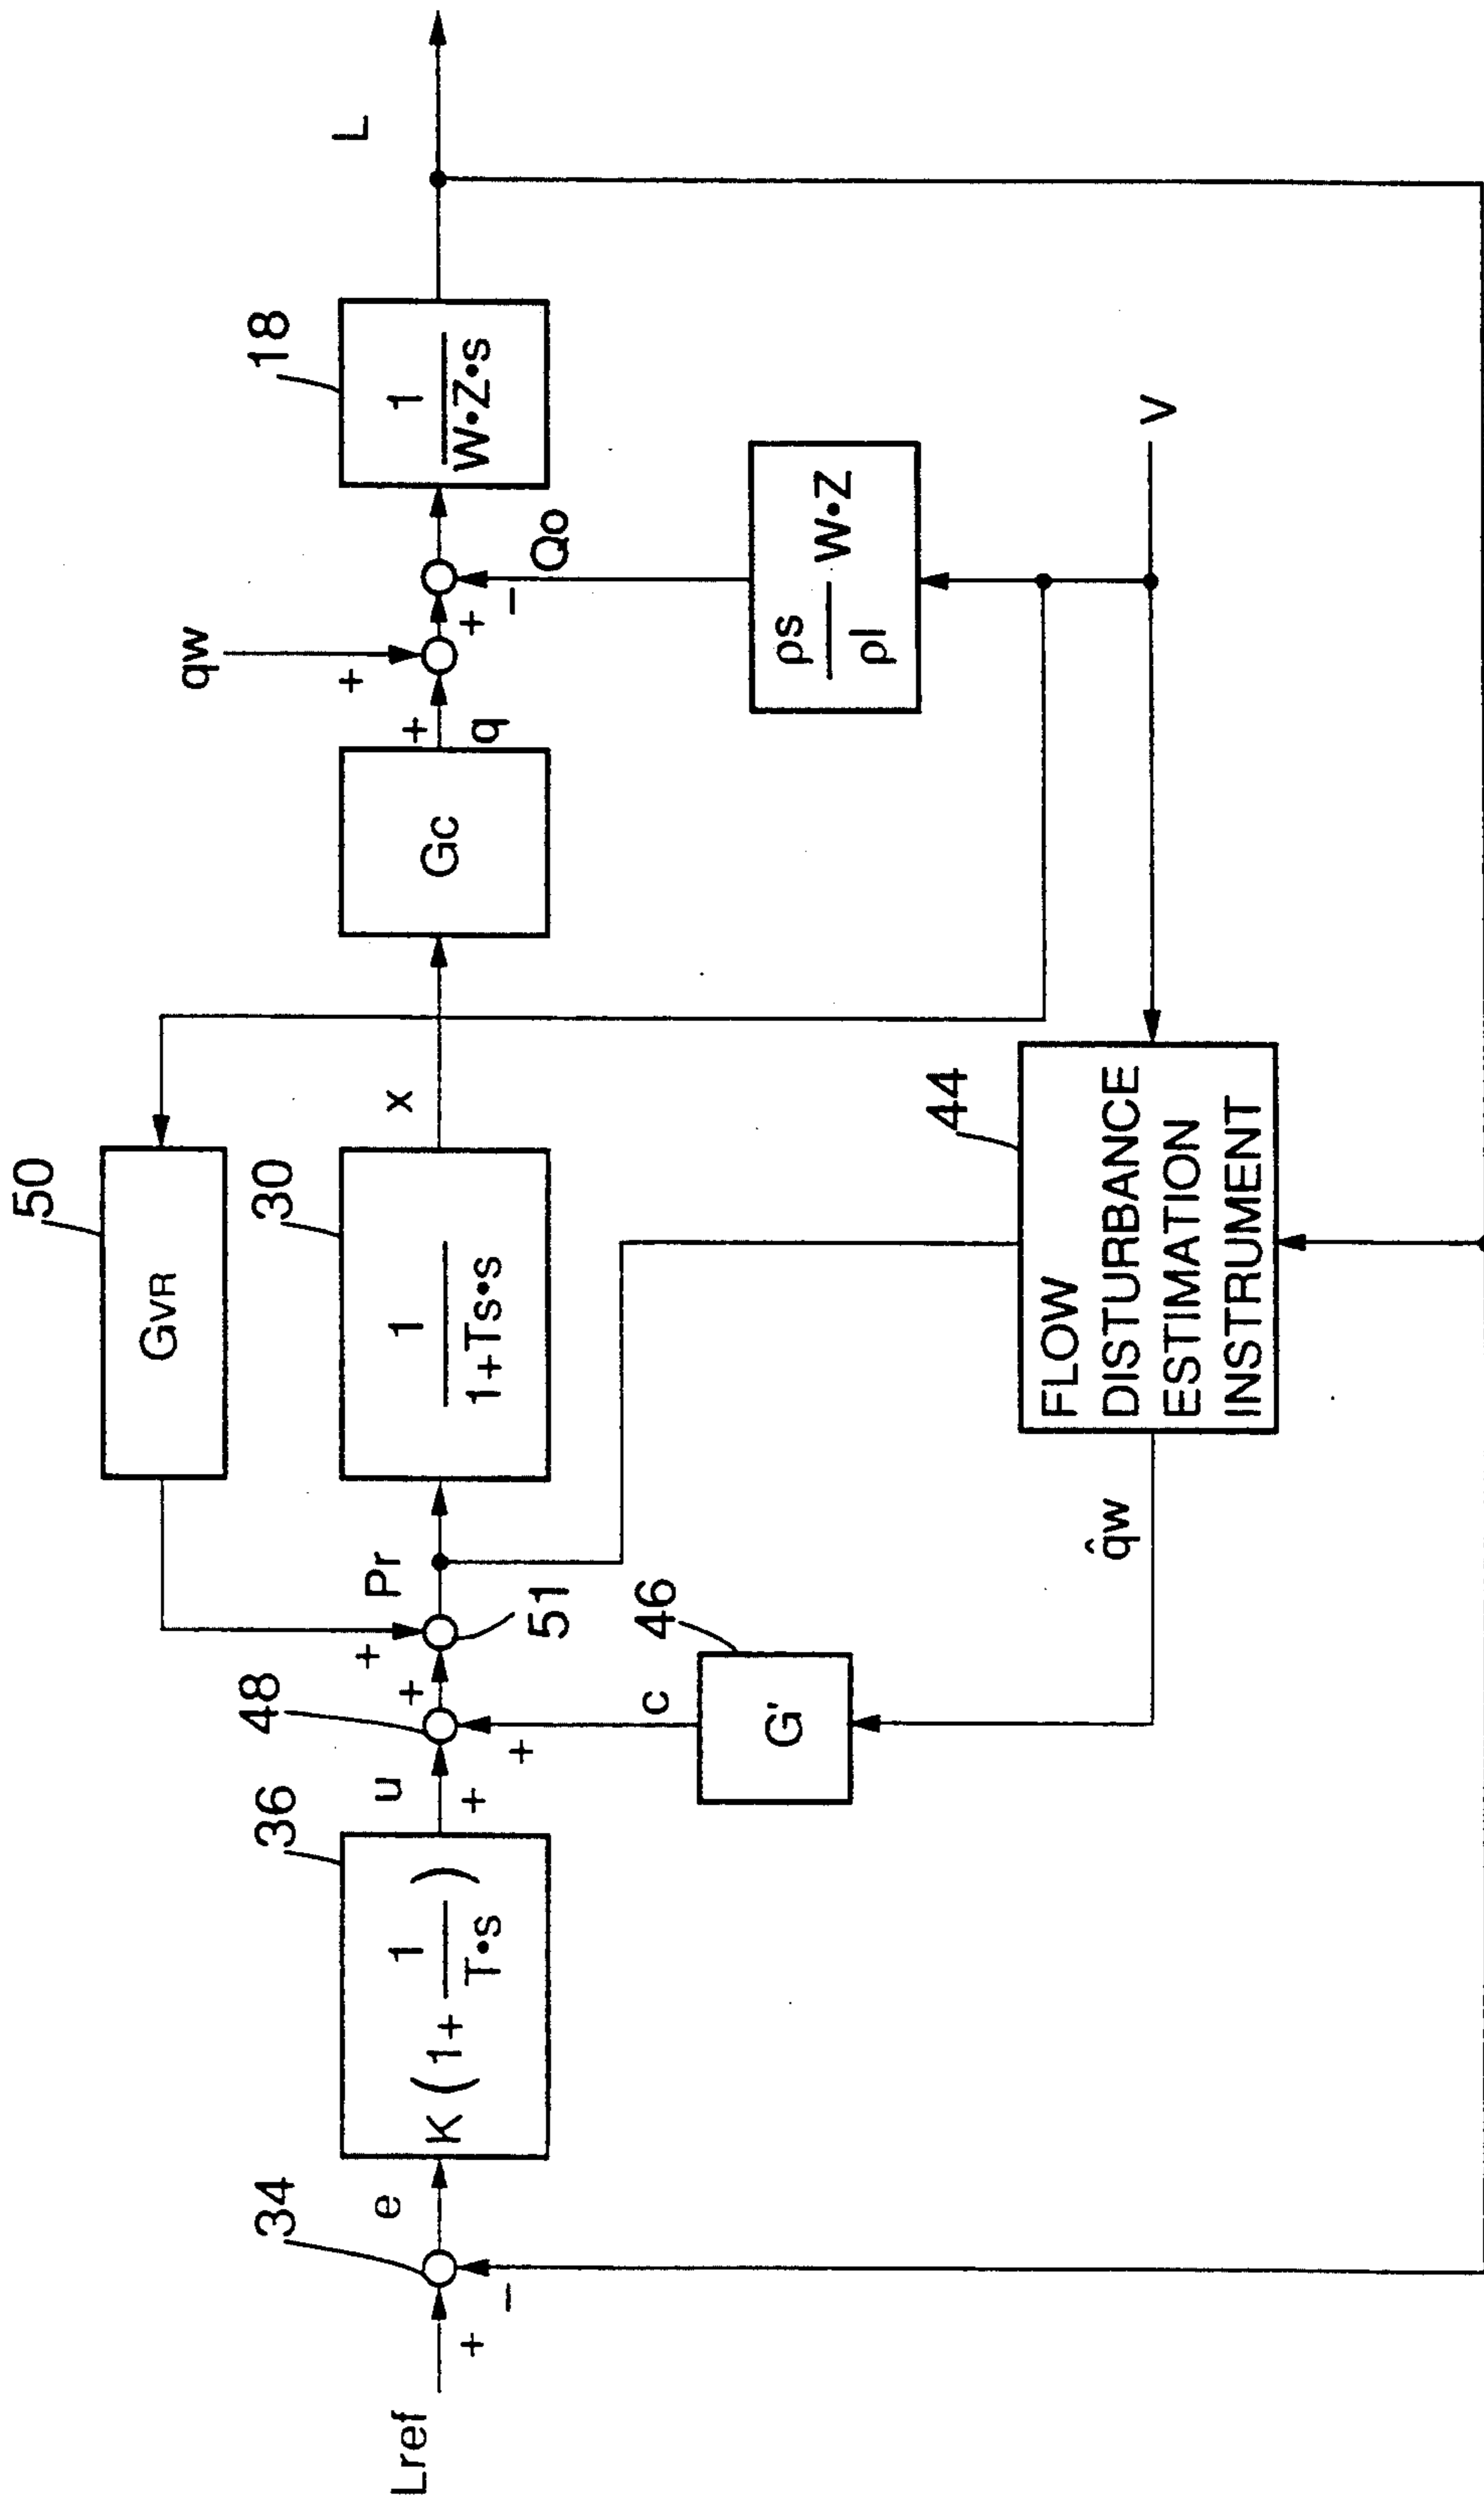 50
GVR
34
36
48
Pr
30
18
qw
Lref
+
e
K (1+ 1/T•s)
u
+
+
51
1/1+Ts•s
x
Gc
+
q
+
+
1/W•Z•s
L
−
+
c
−
Qo
46
G'
ρs/ρl W•Z
44
q̂w
FLOW
DISTURBANCE
ESTIMATION
INSTRUMENT
V
+